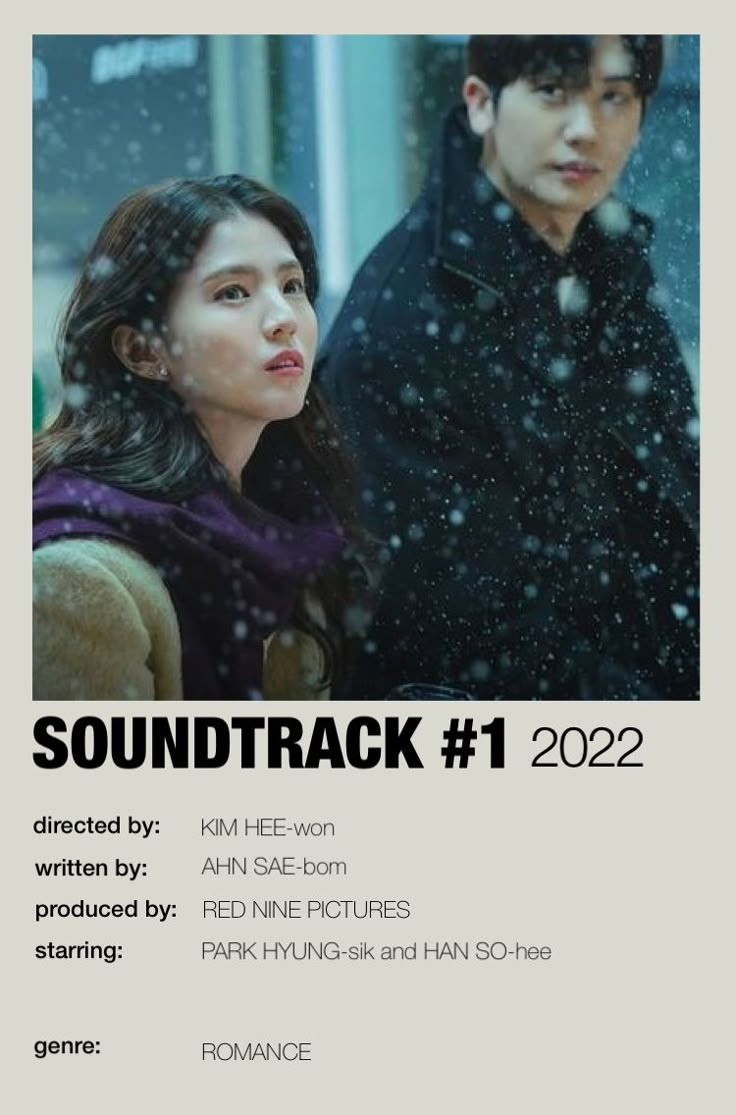 SOUNDTRACK #1 2022
directed by: KIM HEE-won
written by: AHN SAE-bom
produced by: RED NINE PICTURES
starring: PARK HYUNG-sik and HAN SO-hee
genre: ROMANCE